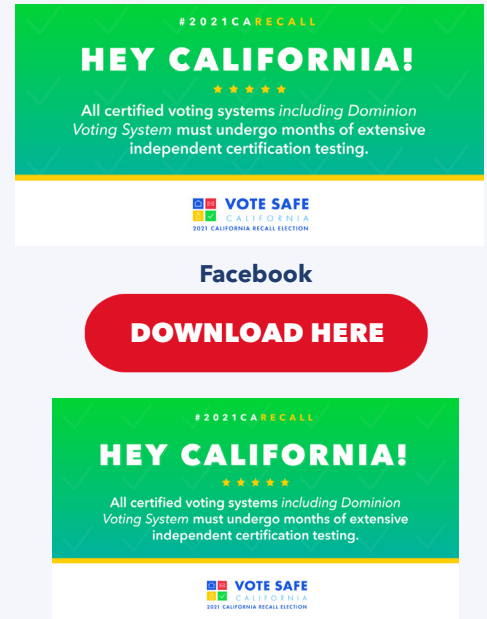 #2021CARECALL
HEY CALIFORNIA!
All certified voting systems including Dominion
Voting System must undergo months of extensive
independent certification testing.
VOTE SAFE
CALIFORNIA
2021 CALIFORNIA RECALL ELECTION
Facebook
DOWNLOAD HERE
#2021CARECALL
HEY CALIFORNIA!
All certified voting systems including Dominion
Voting System must undergo months of extensive
independent certification testing.
VOTE SAFE
CALIFORNIA
2021 CALIFORNIA RECALL ELECTION